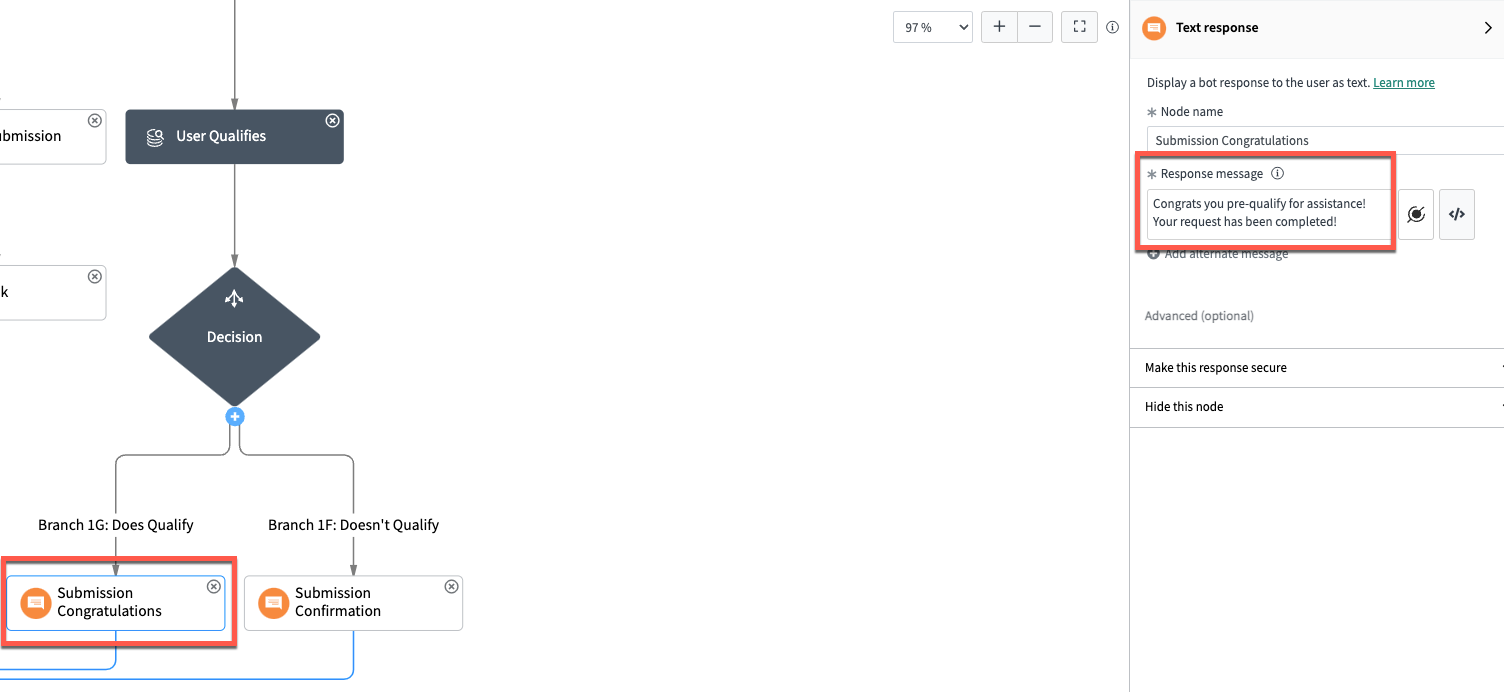 97 %
Text response
Display a bot response to the user as text. Learn more
Node name
Submission Congratulations
Response message
Congrats you pre-qualify for assistance!
Your request has been completed!
Add alternate message
Advanced (optional)
Make this response secure
Hide this node
ubmission
User Qualifies
k
Decision
Branch 1G: Does Qualify
Branch 1F: Doesn't Qualify
Submission
Congratulations
Submission
Confirmation